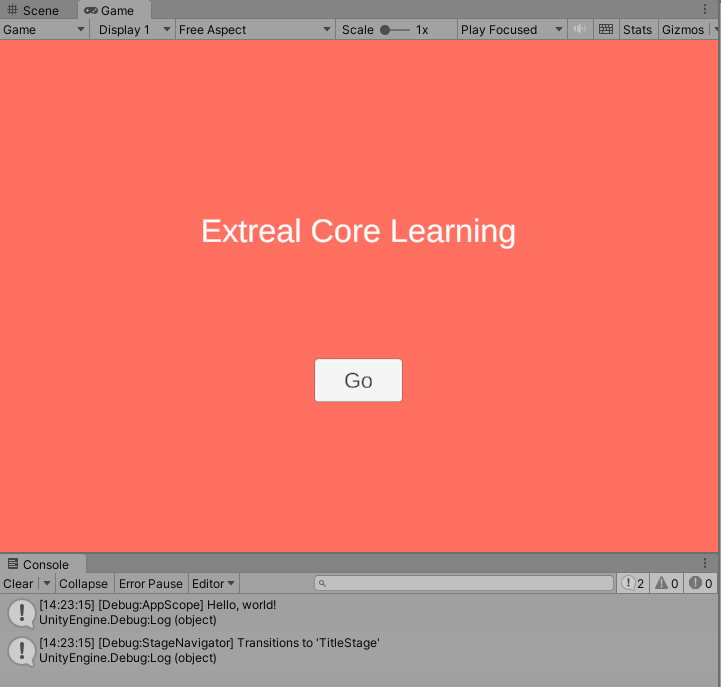 Scene Game
Game Display 1 Free Aspect Scale 1x Play Focused Stats Gizmos
Extreal Core Learning
Go
Console
Clear Collapse Error Pause Editor 2 0 0
[14:23:15] [Debug:AppScope] Hello, world!
UnityEngine.Debug:Log (object)
[14:23:15] [Debug:StageNavigator] Transitions to 'TitleStage'
UnityEngine.Debug:Log (object)